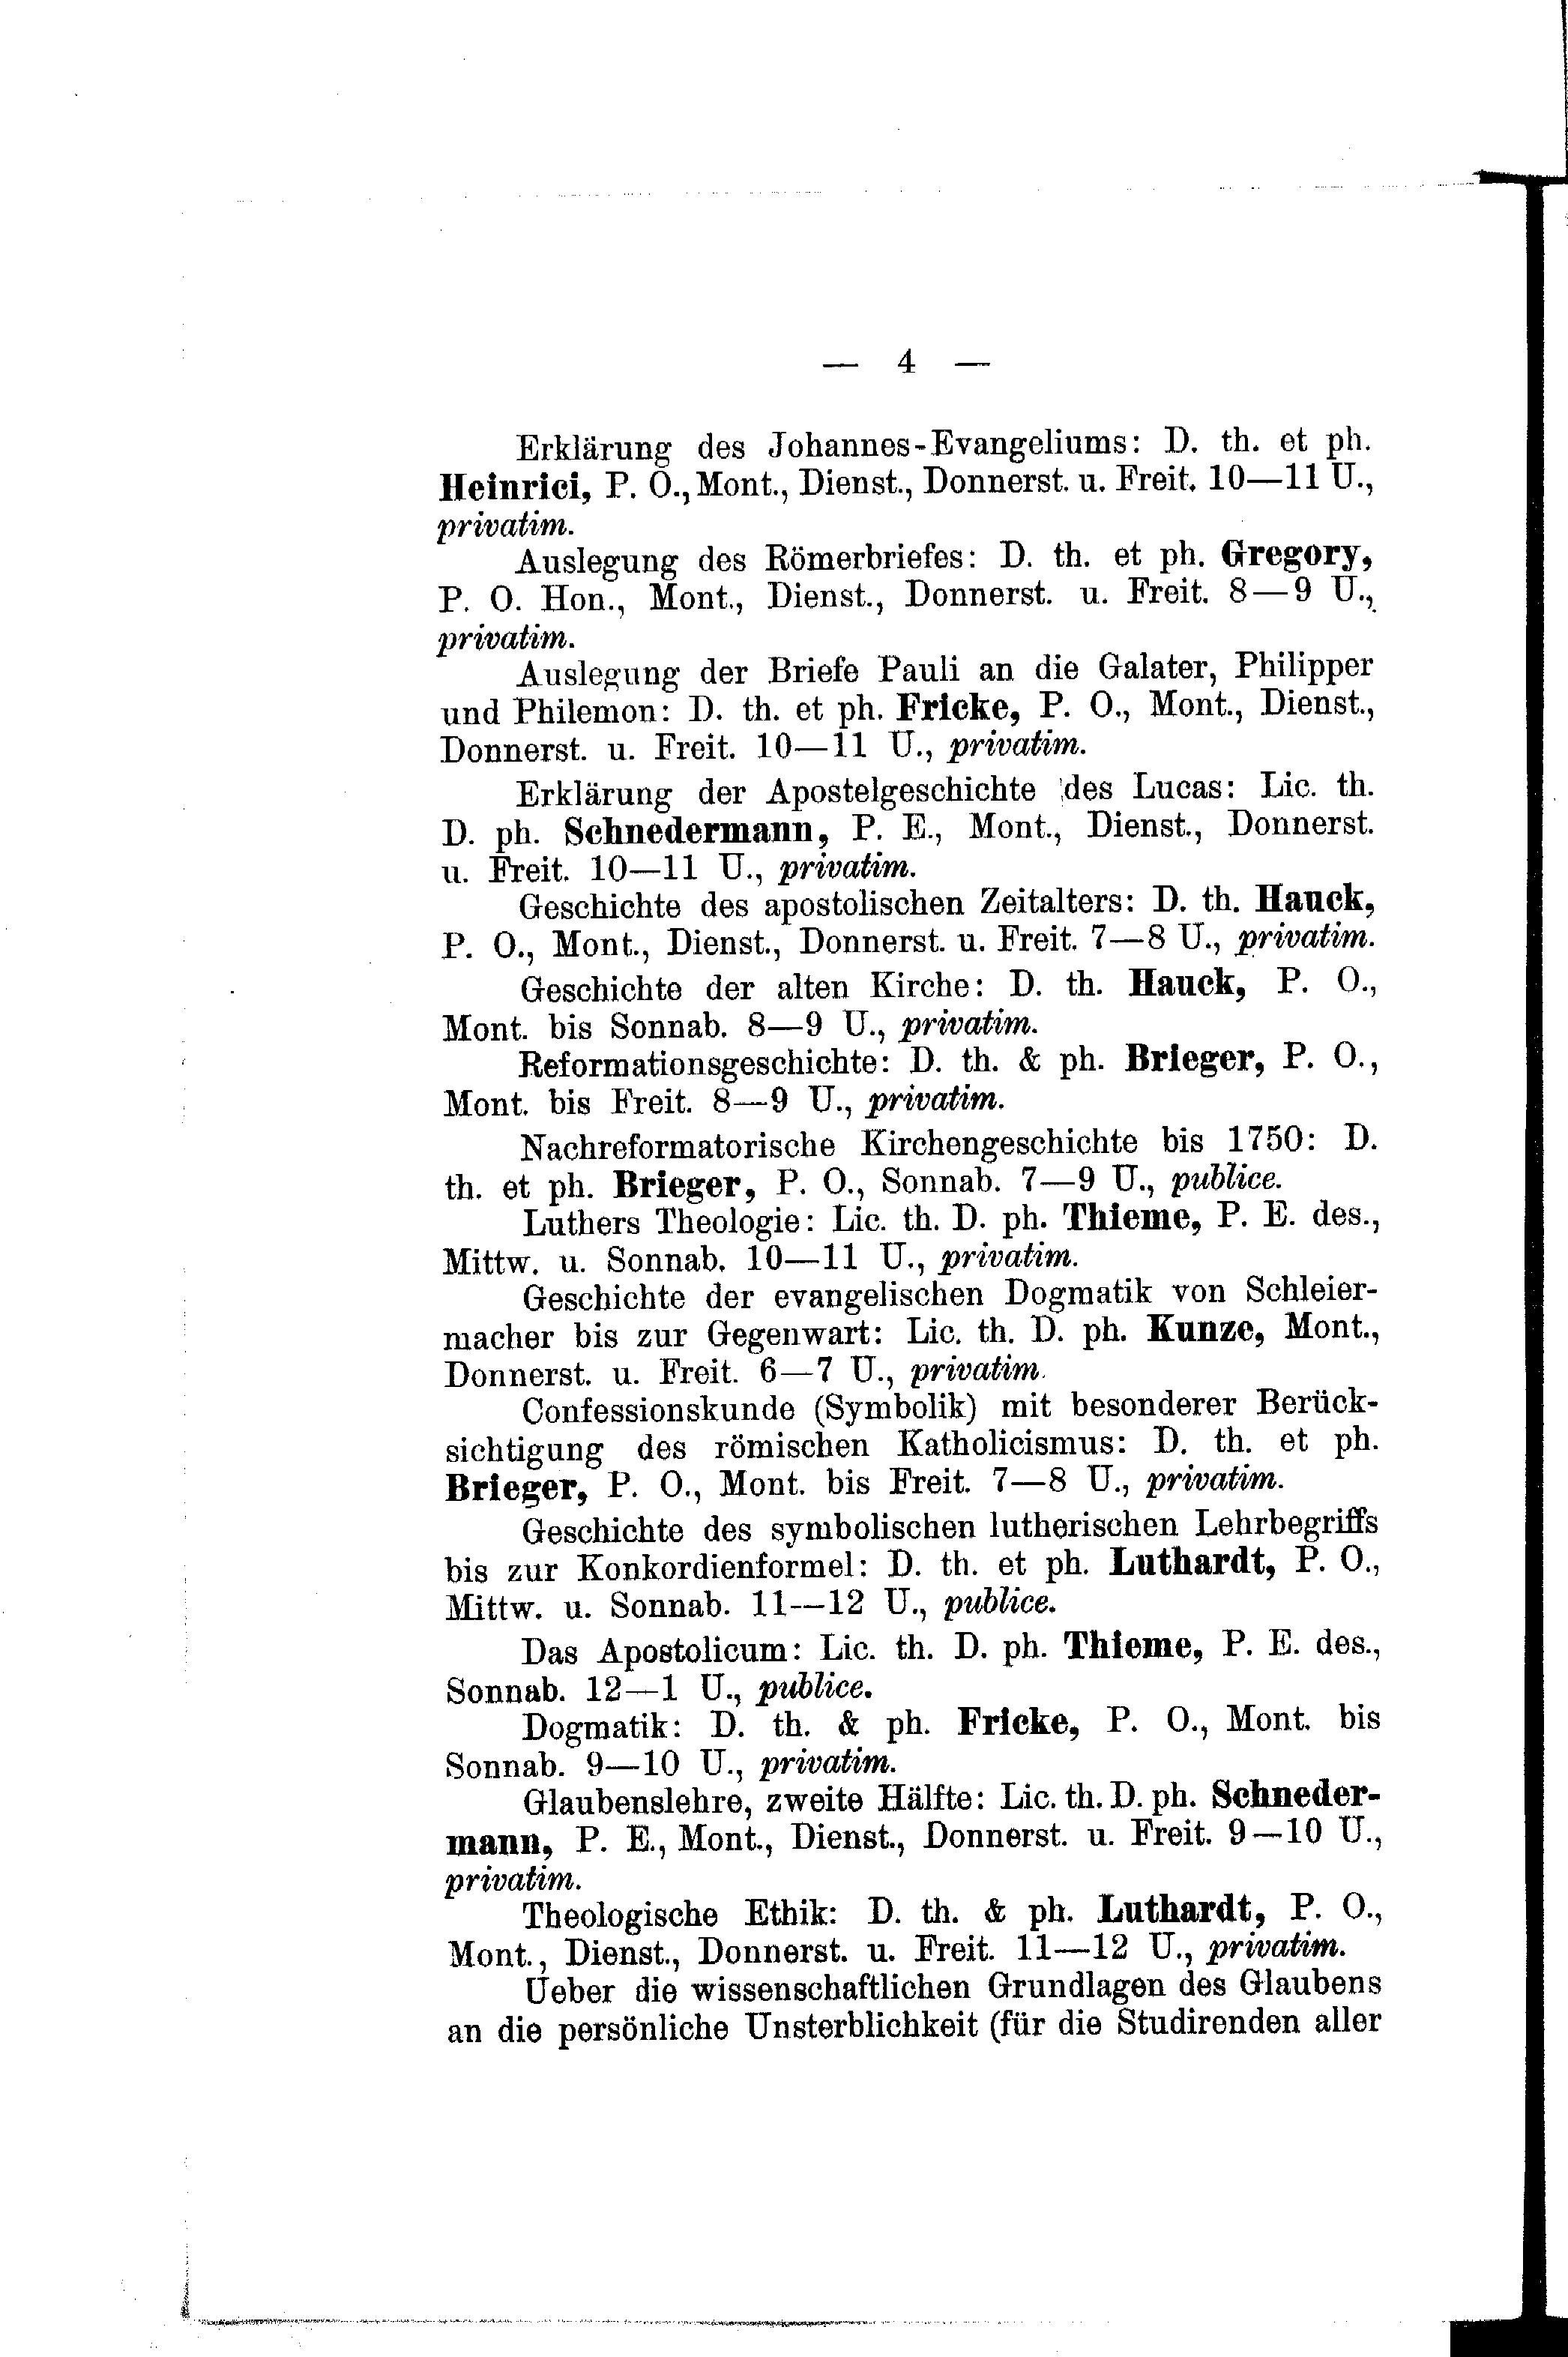 — 4 —
Erklärung des Johannes-Evangeliums: D. th. et ph.
Heinrici, P. O., Mont., Dienst., Donnerst. u. Freit. 10—11 U.,
privatim.
Auslegung des Römerbriefes: D. th. et ph. Gregory,
P. O. Hon., Mont., Dienst., Donnerst. u. Freit. 8—9 U.,
privatim.
Auslegung der Briefe Pauli an die Galater, Philipper
und Philemon: D. th. et ph. Fricke, P. O., Mont., Dienst.,
Donnerst. u. Freit. 10—11 U., privatim.
Erklärung der Apostelgeschichte des Lucas: Lic. th.
D. ph. Schnedermann, P. E., Mont., Dienst., Donnerst.
u. Freit. 10—11 U., privatim.
Geschichte des apostolischen Zeitalters: D. th. Hauck,
P. O., Mont., Dienst., Donnerst. u. Freit. 7—8 U., privatim.
Geschichte der alten Kirche: D. th. Hauck, P. O.,
Mont. bis Sonnab. 8—9 U., privatim.
Reformationsgeschichte: D. th. & ph. Brieger, P. O.,
Mont. bis Freit. 8—9 U., privatim.
Nachreformatorische Kirchengeschichte bis 1750: D.
th. et ph. Brieger, P. O., Sonnab. 7—9 U., publice.
Luthers Theologie: Lic. th. D. ph. Thieme, P. E. des.,
Mittw. u. Sonnab. 10—11 U., privatim.
Geschichte der evangelischen Dogmatik von Schleier-
macher bis zur Gegenwart: Lic. th. D. ph. Kunze, Mont.,
Donnerst. u. Freit. 6—7 U., privatim.
Confessionskunde (Symbolik) mit besonderer Berück-
sichtigung des römischen Katholicismus: D. th. et ph.
Brieger, P. O., Mont. bis Freit. 7—8 U., privatim.
Geschichte des symbolischen lutherischen Lehrbegriffs
bis zur Konkordienformel: D. th. et ph. Luthardt, P. O.,
Mittw. u. Sonnab. 11—12 U., publice.
Das Apostolicum: Lic. th. D. ph. Thieme, P. E. des.,
Sonnab. 12—1 U., publice.
Dogmatik: D. th. & ph. Fricke, P. O., Mont. bis
Sonnab. 9—10 U., privatim.
Glaubenslehre, zweite Hälfte: Lic. th. D. ph. Schneder-
mann, P. E., Mont., Dienst., Donnerst. u. Freit. 9—10 U.,
privatim.
Theologische Ethik: D. th. & ph. Luthardt, P. O.,
Mont., Dienst., Donnerst. u. Freit. 11—12 U., privatim.
Ueber die wissenschaftlichen Grundlagen des Glaubens
an die persönliche Unsterblichkeit (für die Studirenden aller